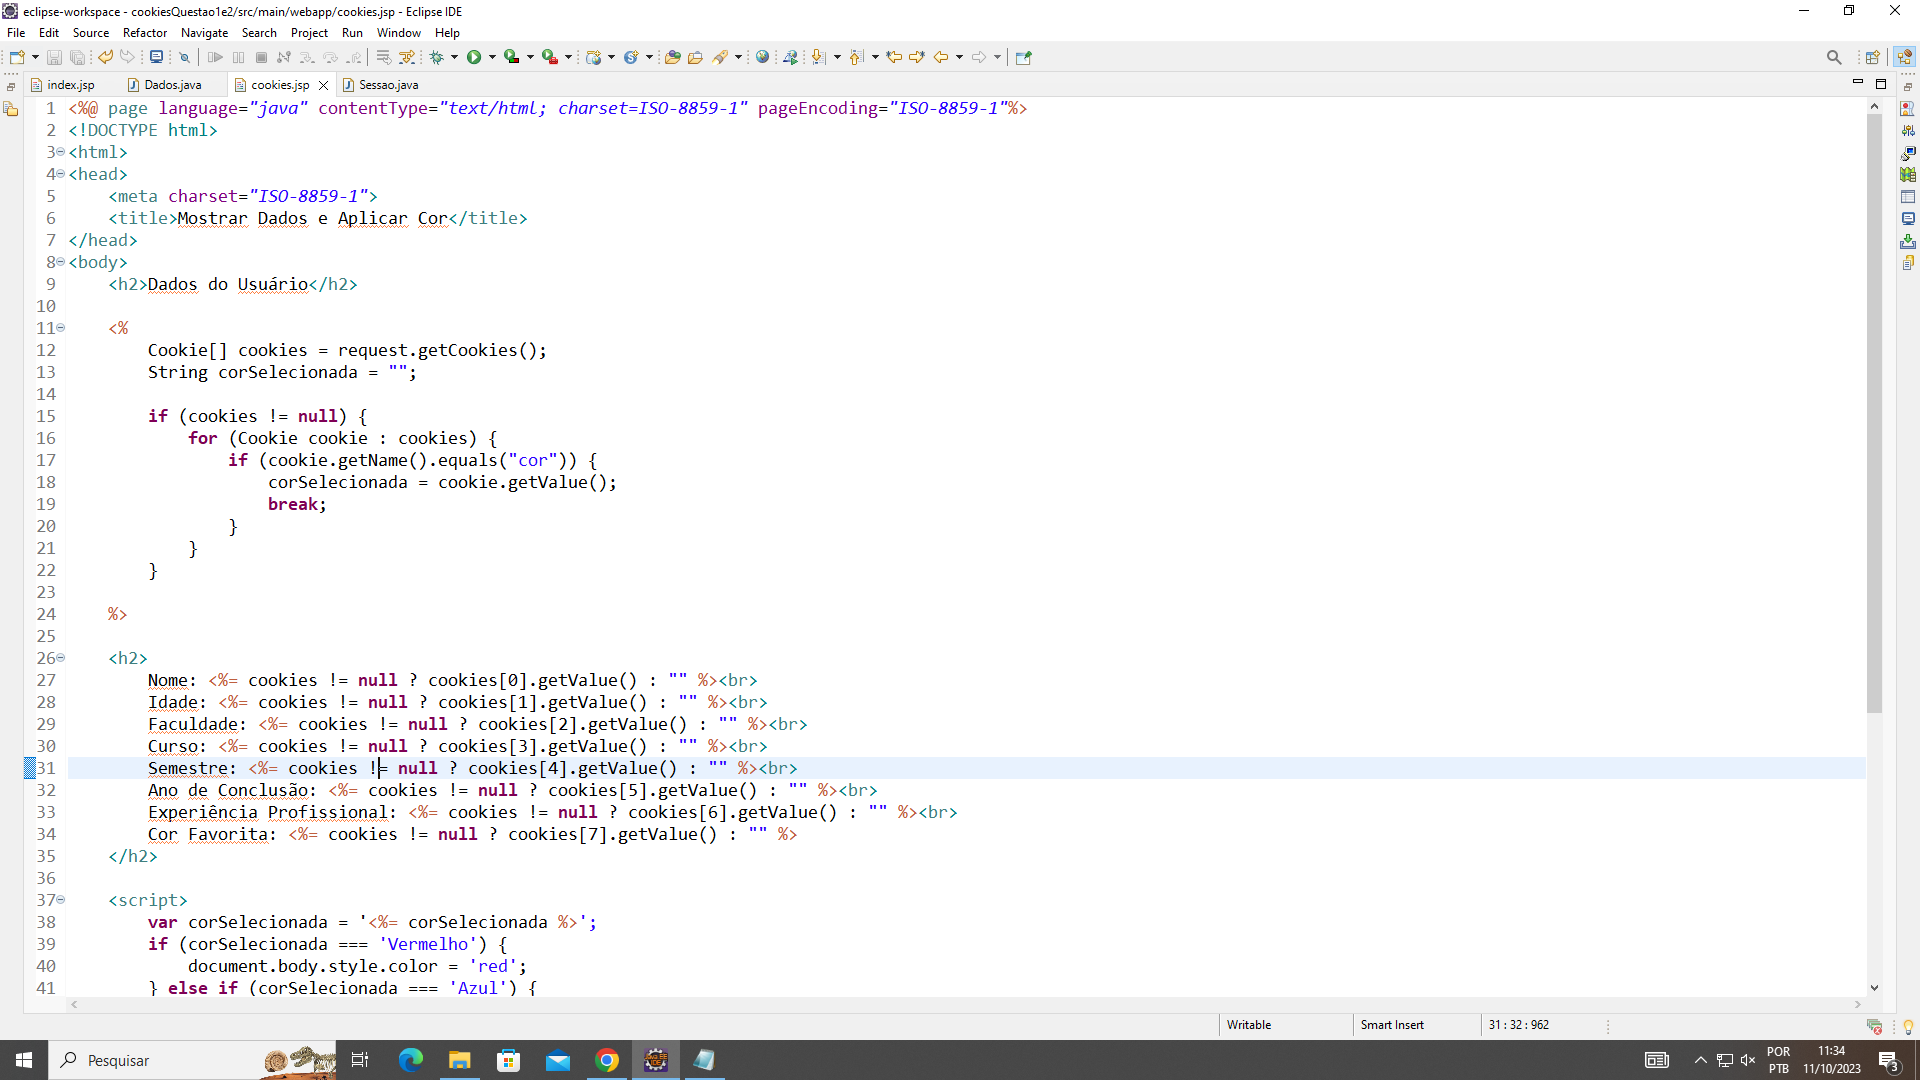 eclipse-workspace - cookiesQuestao1e2/src/main/webapp/cookies.jsp - Eclipse IDE
File Edit Source Refactor Navigate Search Project Run Window Help
index.jsp Dados.java cookies.jsp Sessao.java
1 <%@ page language="java" contentType="text/html; charset=ISO-8859-1" pageEncoding="ISO-8859-1"%>
2 <!DOCTYPE html>
3 <html>
4 <head>
5 <meta charset="ISO-8859-1">
6 <title>Mostrar Dados e Aplicar Cor</title>
7 </head>
8 <body>
9 <h2>Dados do Usuário</h2>
10
11 <%
12 Cookie[] cookies = request.getCookies();
13 String corSelecionada = "";
14
15 if (cookies != null) {
16 for (Cookie cookie : cookies) {
17 if (cookie.getName().equals("cor")) {
18 corSelecionada = cookie.getValue();
19 break;
20 }
21 }
22 }
23
24 %>
25
26 <h2>
27 Nome: <%= cookies != null ? cookies[0].getValue() : "" %><br>
28 Idade: <%= cookies != null ? cookies[1].getValue() : "" %><br>
29 Faculdade: <%= cookies != null ? cookies[2].getValue() : "" %><br>
30 Curso: <%= cookies != null ? cookies[3].getValue() : "" %><br>
31 Semestre: <%= cookies != null ? cookies[4].getValue() : "" %><br>
32 Ano de Conclusão: <%= cookies != null ? cookies[5].getValue() : "" %><br>
33 Experiência Profissional: <%= cookies != null ? cookies[6].getValue() : "" %><br>
34 Cor Favorita: <%= cookies != null ? cookies[7].getValue() : "" %>
35 </h2>
36
37 <script>
38 var corSelecionada = '<%= corSelecionada %>';
39 if (corSelecionada === 'Vermelho') {
40 document.body.style.color = 'red';
41 } else if (corSelecionada === 'Azul') {
Writable Smart Insert 31 : 32 : 962
Pesquisar
POR 11:34
PTB 11/10/2023 3